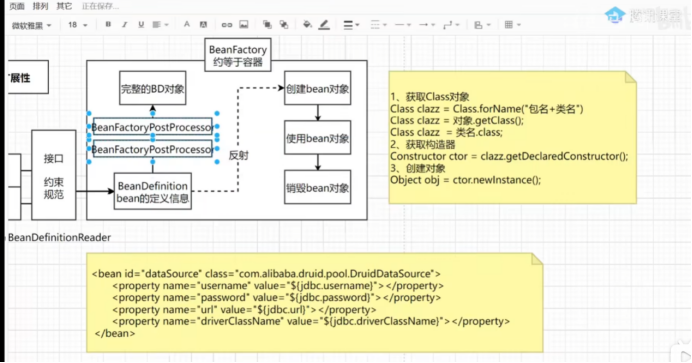 页面 排列 其它 正在保存...
微软雅黑 18 B I U A
腾讯课堂
扩展性
BeanFactory
约等于容器
完整的BD对象
BeanFactoryPostProcessor
BeanFactoryPostProcessor
BeanDefinition
bean的定义信息
接口
约束
规范
反射
创建bean对象
使用bean对象
销毁bean对象
BeanDefinitionReader
1、获取Class对象
Class clazz = Class.forName("包名+类名")
Class clazz = 对象.getClass();
Class clazz = 类名.class;
2、获取构造器
Constructor ctor = clazz.getDeclaredConstructor();
3、创建对象
Object obj = ctor.newInstance();
<bean id="dataSource" class="com.alibaba.druid.pool.DruidDataSource">
<property name="username" value="${jdbc.username}"></property>
<property name="password" value="${jdbc.password}"></property>
<property name="url" value="${jdbc.url}"></property>
<property name="driverClassName" value="${jdbc.driverClassName}"></property>
</bean>